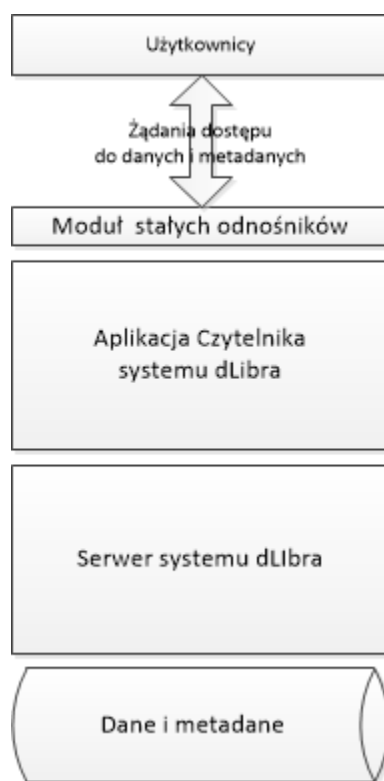 Użytkownicy
Żądania dostępu
do danych i metadanych
Moduł stałych odnośników
Aplikacja Czytelnika
systemu dLibra
Serwer systemu dLIbra
Dane i metadane